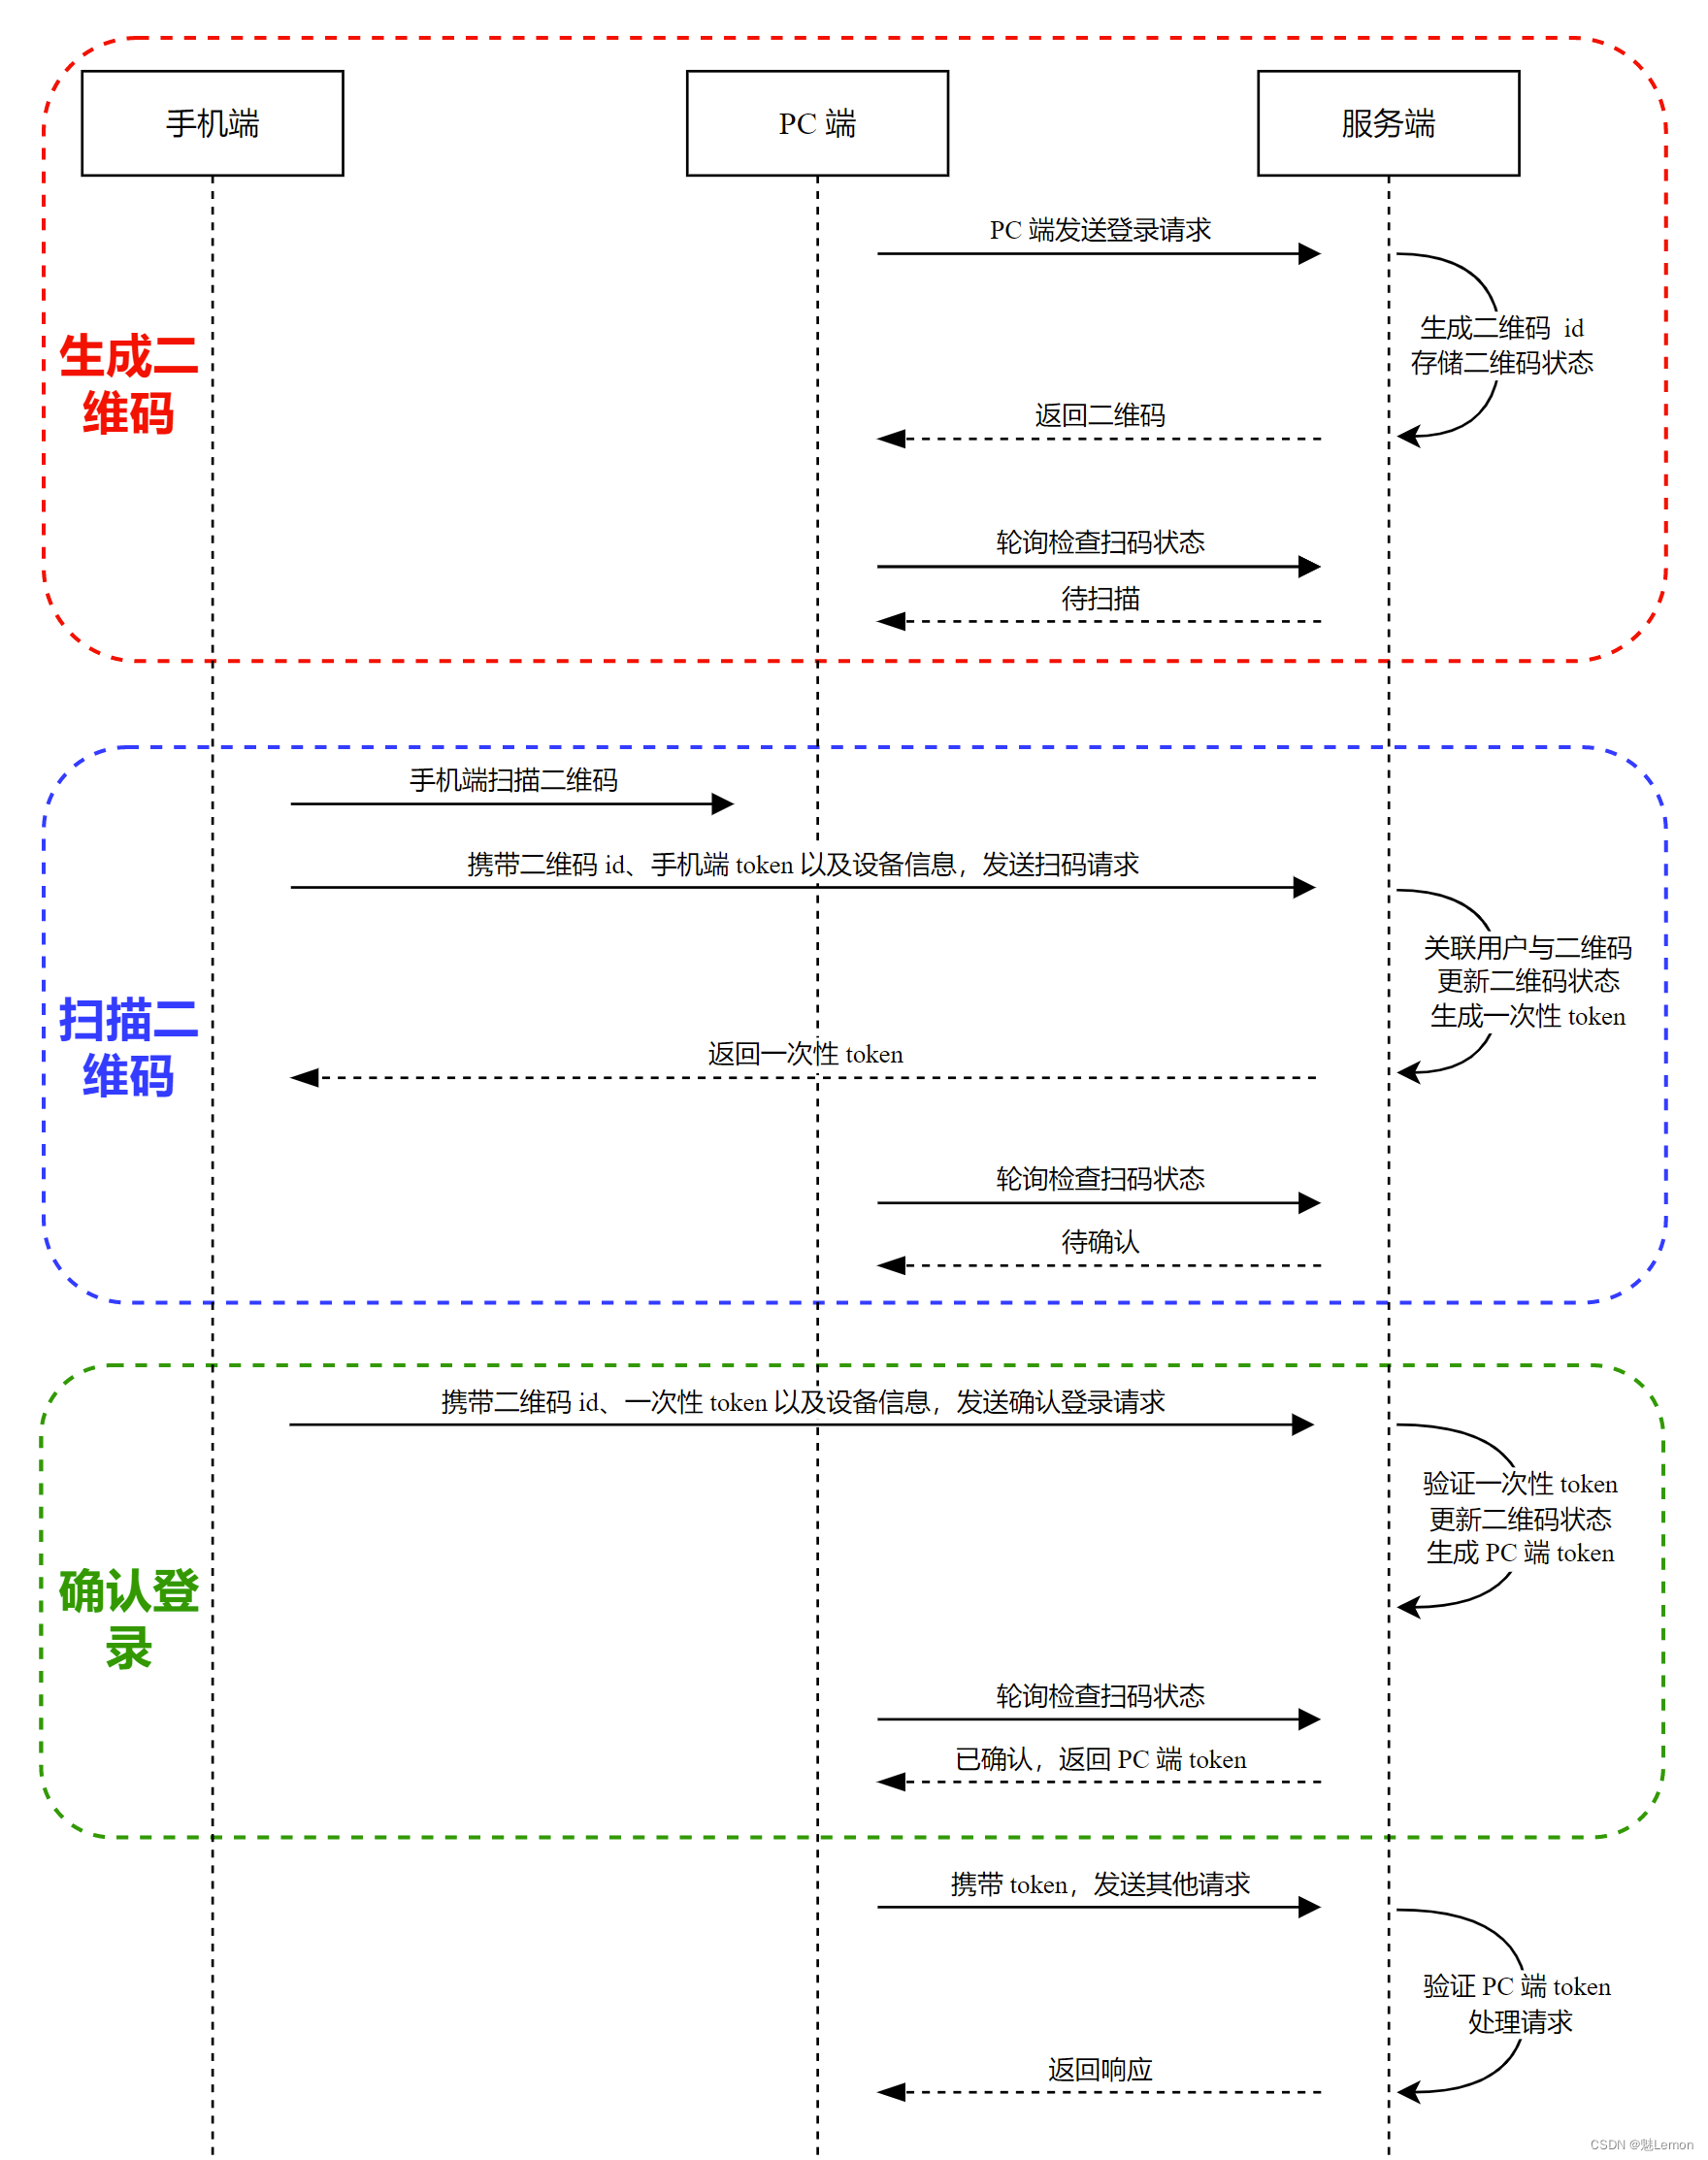 手机端
PC 端
服务端
PC 端发送登录请求
生成二维码 id
存储二维码状态
生成二
维码
返回二维码
轮询检查扫码状态
待扫描
手机端扫描二维码
携带二维码 id、手机端 token 以及设备信息，发送扫码请求
关联用户与二维码
更新二维码状态
生成一次性 token
扫描二
维码
返回一次性 token
轮询检查扫码状态
待确认
携带二维码 id、一次性 token 以及设备信息，发送确认登录请求
验证一次性 token
更新二维码状态
生成 PC 端 token
确认登
录
轮询检查扫码状态
已确认，返回 PC 端 token
携带 token，发送其他请求
验证 PC 端 token
处理请求
返回响应
CSDN @魅Lemon